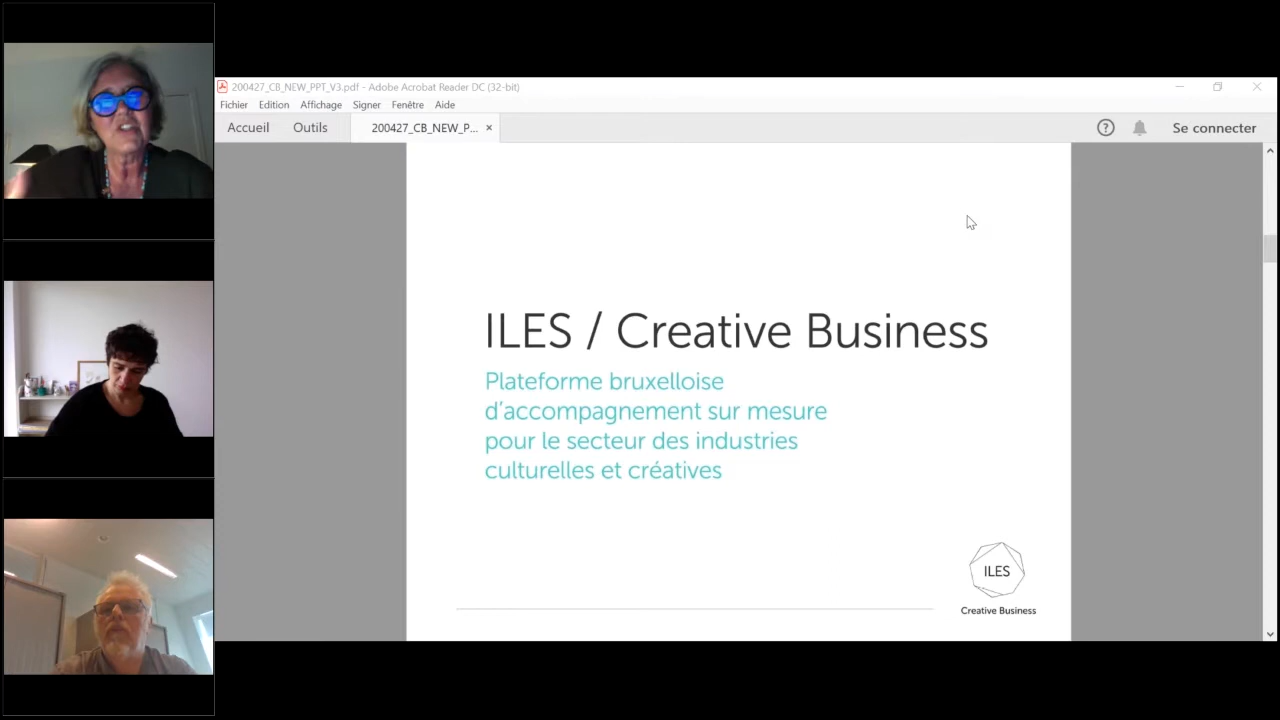 200427_CB_NEW_PPT_V3.pdf - Adobe Acrobat Reader DC (32-bit)
Fichier Edition Affichage Signer Fenêtre Aide
Accueil Outils 200427_CB_NEW_P... × ? Se connecter
ILES / Creative Business
Plateforme bruxelloise
d'accompagnement sur mesure
pour le secteur des industries
culturelles et créatives
ILES
Creative Business